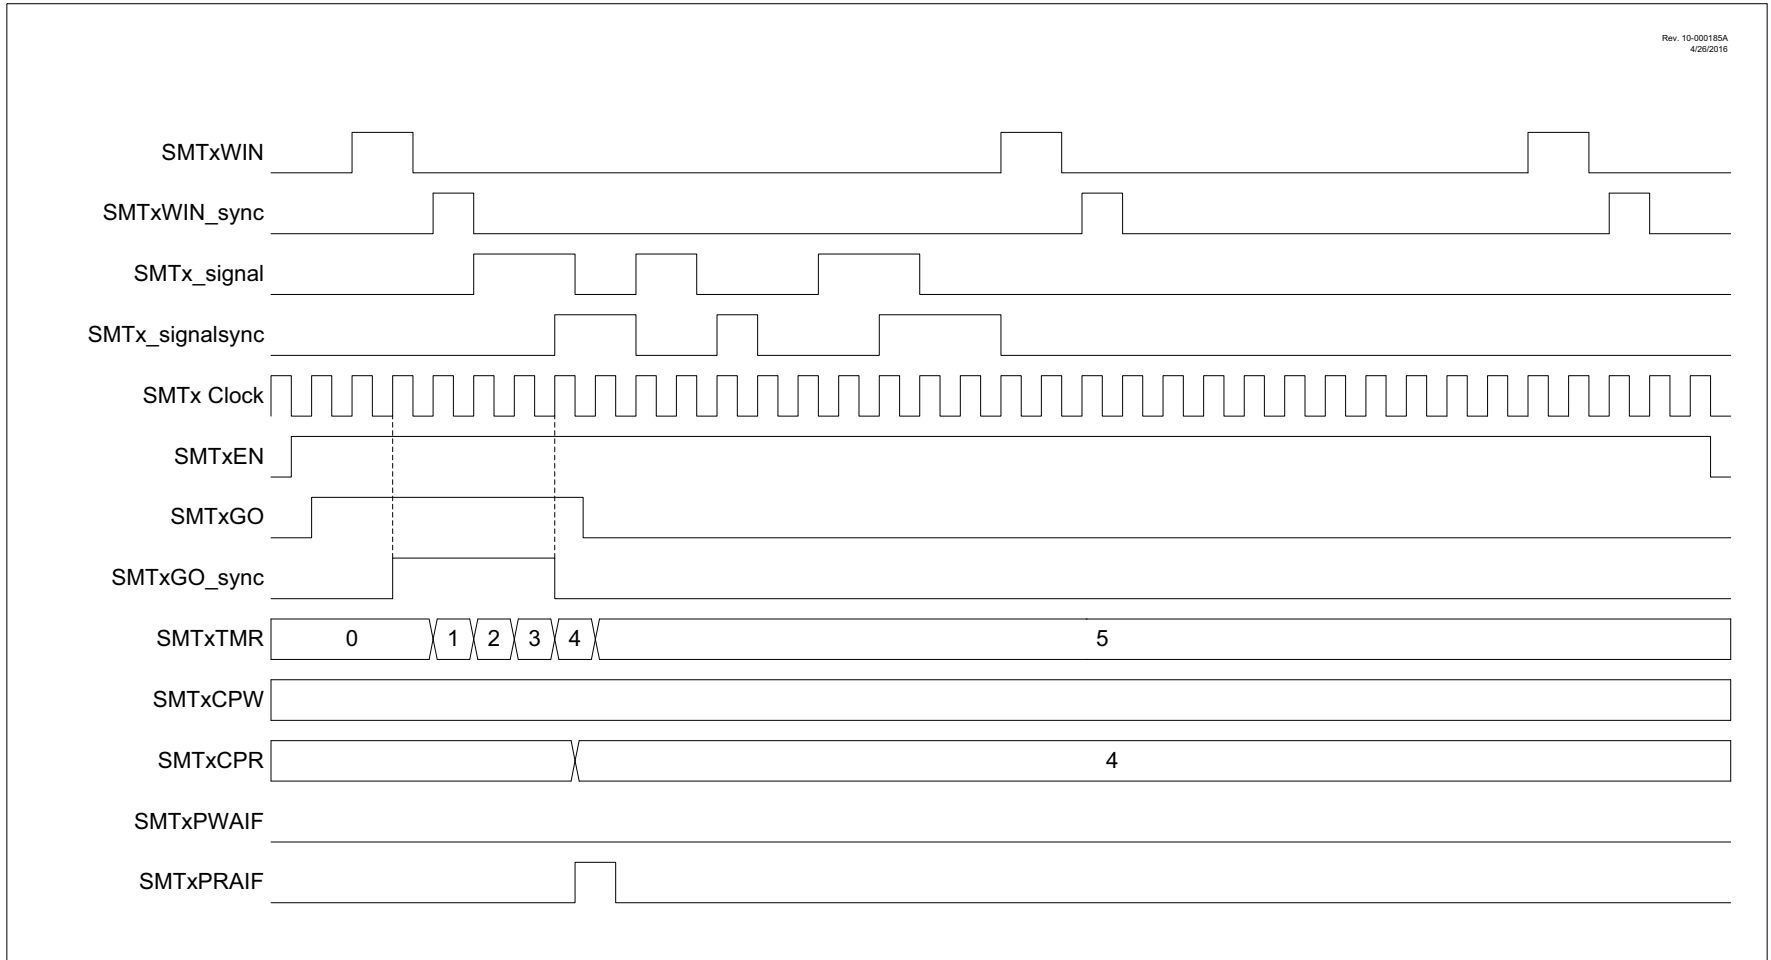 Rev. 10-000185A
4/26/2016
SMTxWIN
SMTxWIN_sync
SMTx_signal
SMTx_signalsync
SMTx Clock
SMTxEN
SMTxGO
SMTxGO_sync
SMTxTMR 0 1 2 3 4 5
SMTxCPW
SMTxCPR 4
SMTxPWAIF
SMTxPRAIF